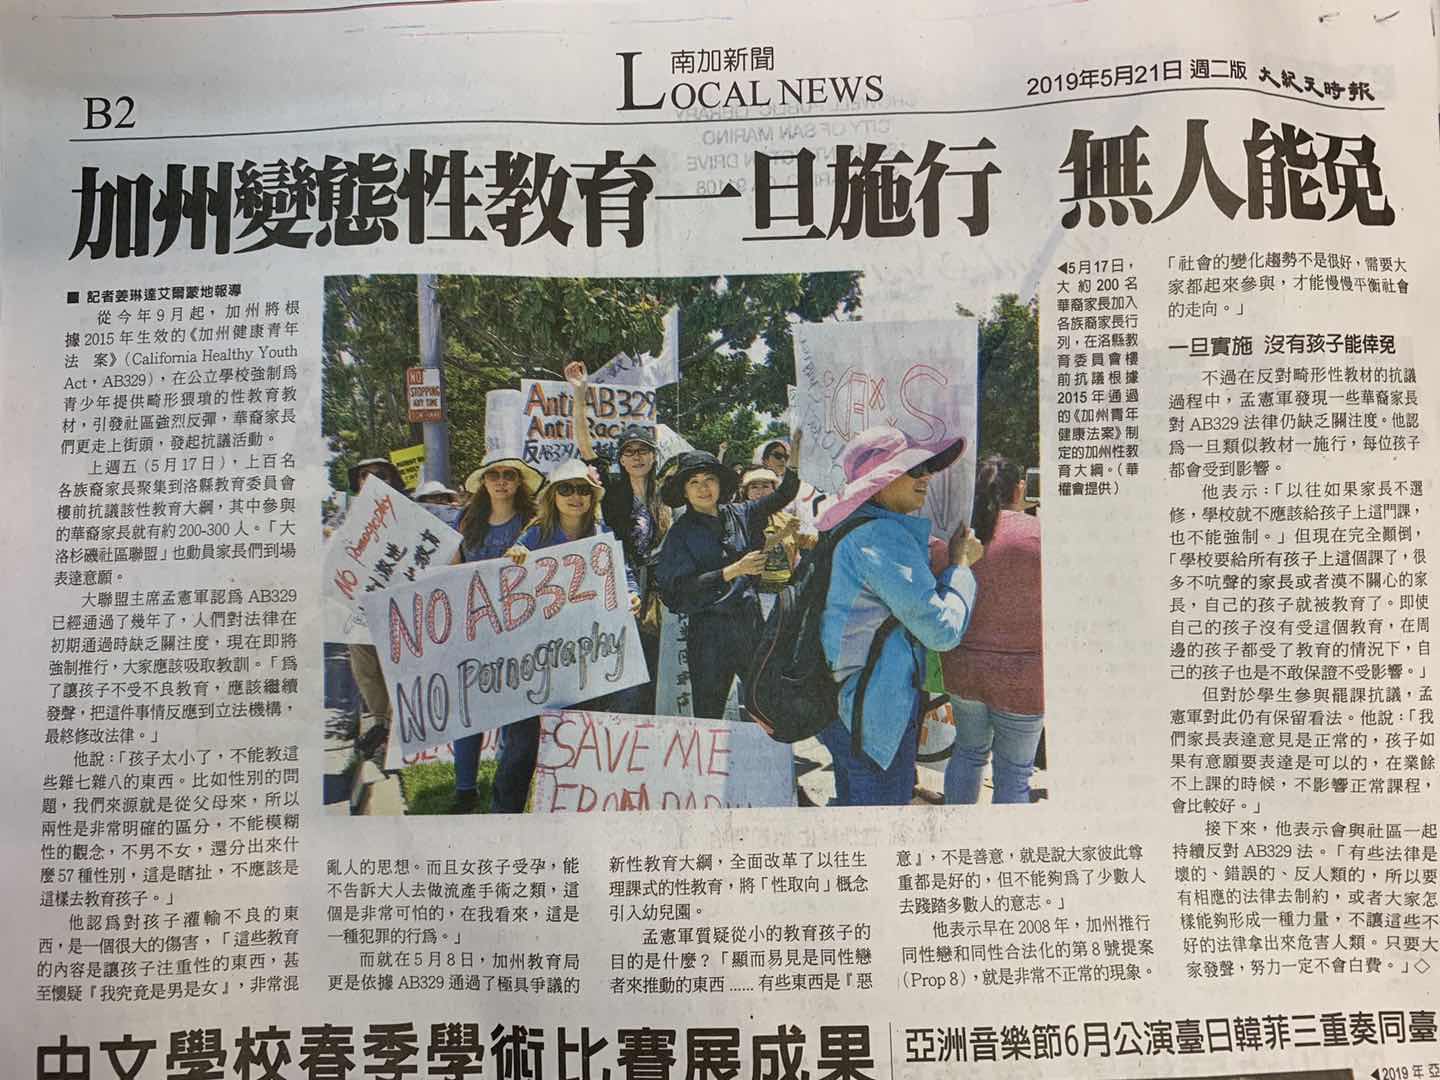 B2
南加新聞
LOCAL NEWS
2019年5月21日 週二版 大紀元時報
加州變態性教育一旦施行 無人能免
■ 記者姜琳達艾爾蒙地報導
從今年9月起，加州將根
據2015年生效的《加州健康青年
法案》（California Healthy Youth
Act，AB329），在公立學校強制爲
青少年提供畸形猥瑣的性教育教
材，引發社區強烈反彈，華裔家長
們更走上街頭，發起抗議活動。
上週五（5月17日），上百名
各族裔家長聚集到洛縣教育委員會
樓前抗議該性教育大綱，其中參與
的華裔家長就有約200-300人。「大
洛杉磯社區聯盟」也動員家長們到場
表達意願。
大聯盟主席孟憲軍認爲AB329
已經通過了幾年了，人們對法律在
初期通過時缺乏關注度，現在即將
強制推行，大家應該吸取教訓。「爲
了讓孩子不受不良教育，應該繼續
發聲，把這件事情反應到立法機構，
最終修改法律。」
他說：「孩子太小了，不能教這
些雜七雜八的東西。比如性別的問
題，我們來源就是從父母來，所以
兩性是非常明確的區分，不能模糊
性的觀念，不男不女，還分出來什
麼57種性別，這是瞎扯，不應該是
這樣去教育孩子。」
他認爲對孩子灌輸不良的東
西，是一個很大的傷害，「這些教育
的內容是讓孩子注重性的東西，甚
至懷疑『我究竟是男是女』，非常混
NO STOPPING ANY TIME
Anti AB329
Anti Racism
反AB329
No Pornography
NO AB329
NO Pornography
SAVE ME
◀5月17日，
大約200名
華裔家長加入
各族裔家長行
列，在洛縣教
育委員會樓
前抗議根據
2015年通過
的《加州青年
健康法案》制
定的加州性教
育大綱。（華
權會提供）
亂人的思想。而且女孩子受孕，能
不告訴大人去做流產手術之類，這
個是非常可怕的，在我看來，這是
一種犯罪的行爲。」
而就在5月8日，加州教育局
更是依據AB329通過了極具爭議的
新性教育大綱，全面改革了以往生
理課式的性教育，將「性取向」概念
引入幼兒園。
孟憲軍質疑從小的教育孩子的
目的是什麼？「顯而易見是同性戀
者來推動的東西……有些東西是『惡
意』，不是善意，就是說大家彼此尊
重都是好的，但不能夠爲了少數人
去踐踏多數人的意志。」
他表示早在2008年，加州推行
同性戀和同性合法化的第8號提案
（Prop 8），就是非常不正常的現象。
「社會的變化趨勢不是很好，需要大
家都起來參與，才能慢慢平衡社會
的走向。」
一旦實施 沒有孩子能倖免
不過在反對畸形性教材的抗議
過程中，孟憲軍發現一些華裔家長
對AB329法律仍缺乏關注度。他認
爲一旦類似教材一施行，每位孩子
都會受到影響。
他表示：「以往如果家長不選
修，學校就不應該給孩子上這門課，
也不能強制。」但現在完全顛倒，
「學校要給所有孩子上這個課了，很
多不吭聲的家長或者漠不關心的家
長，自己的孩子就被教育了。即使
自己的孩子沒有受這個教育，在周
邊的孩子都受了教育的情況下，自
己的孩子也是不敢保證不受影響。」
但對於學生參與罷課抗議，孟
憲軍對此仍有保留看法。他說：「我
們家長表達意見是正常的，孩子如
果有意願要表達是可以的，在業餘
不上課的時候，不影響正常課程，
會比較好。」
接下來，他表示會與社區一起
持續反對AB329法。「有些法律是
壞的、錯誤的、反人類的，所以要
有相應的法律去制約，或者大家怎
樣能夠形成一種力量，不讓這些不
好的法律拿出來危害人類。只要大
家發聲，努力一定不會白費。」◇
中文學校春季學術比賽展成果
亞洲音樂節6月公演臺日韓菲三重奏同臺
◀2019年亞